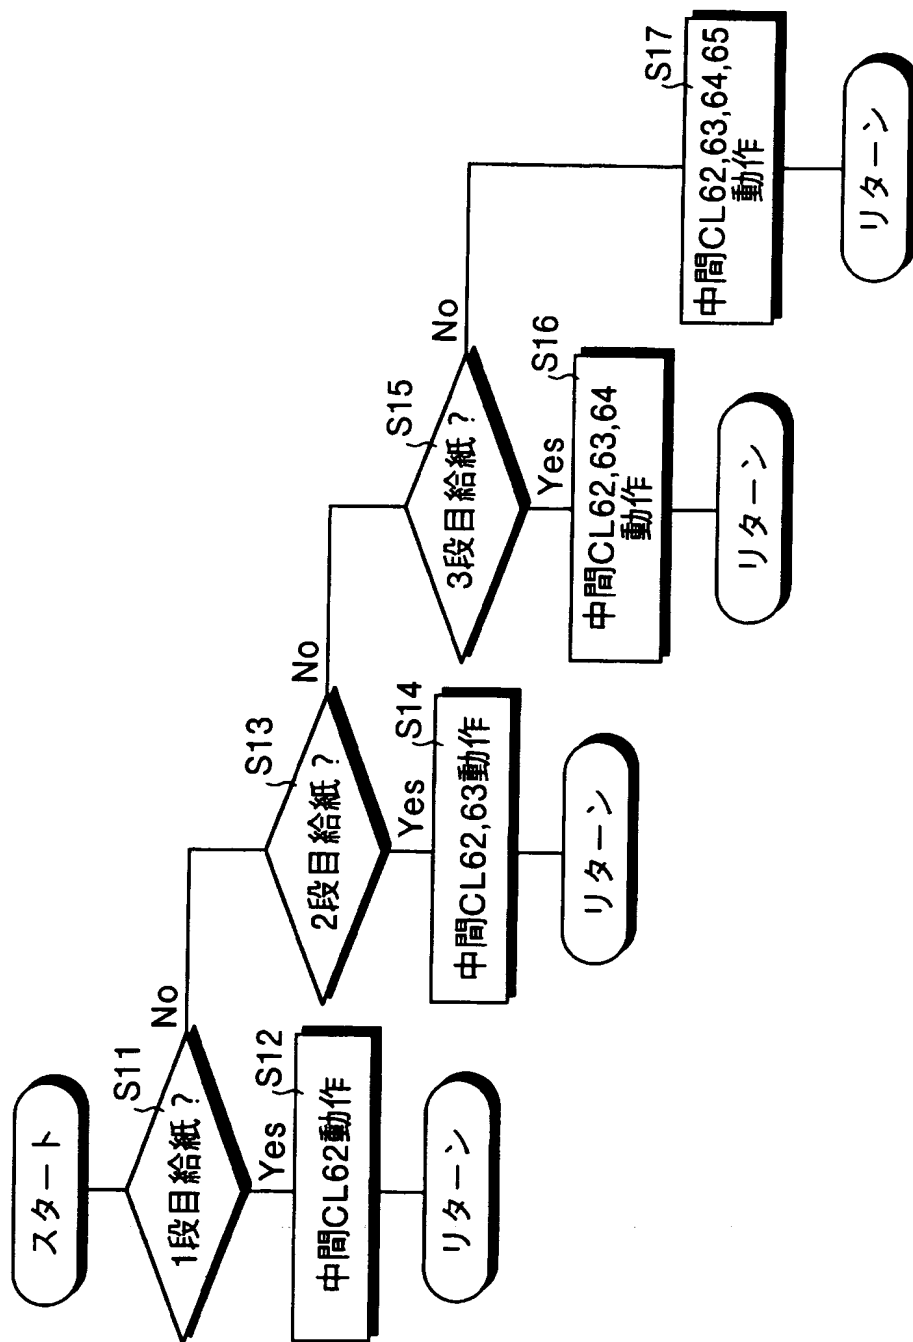 スタート
S11
1段目給紙？
No
Yes
S12
中間CL62動作
リターン
S13
2段目給紙？
No
Yes
S14
中間CL62,63動作
リターン
S15
3段目給紙？
No
Yes
S16
中間CL62,63,64
動作
リターン
S17
中間CL62,63,64,65
動作
リターン